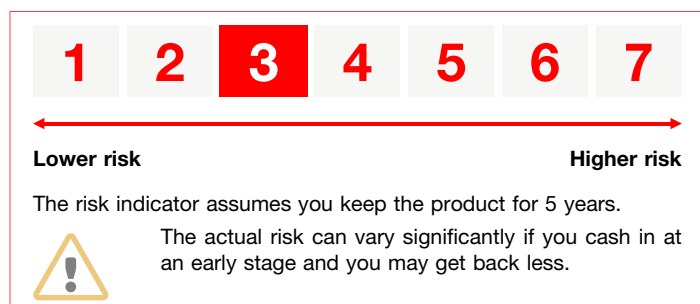 1 2 3 4 5 6 7
Lower risk Higher risk
The risk indicator assumes you keep the product for 5 years.
The actual risk can vary significantly if you cash in at
an early stage and you may get back less.